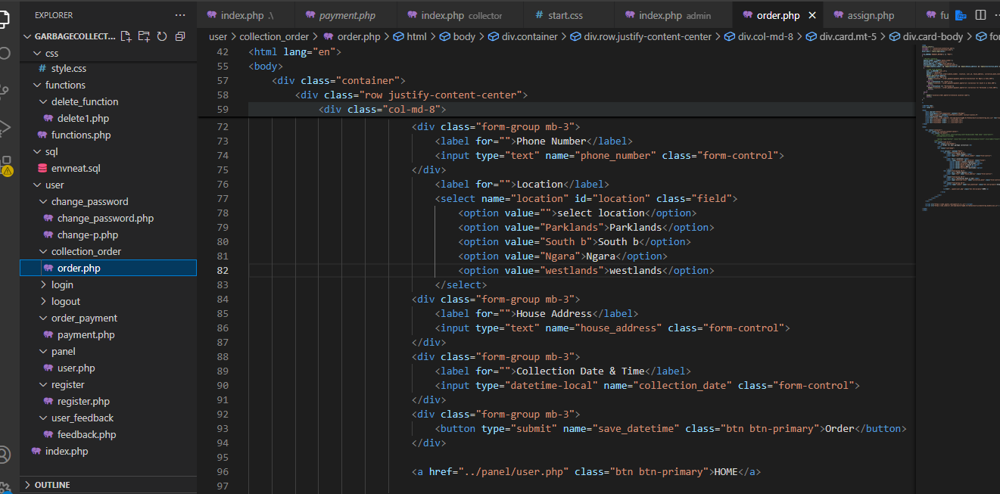 EXPLORER
GARBAGECOLLECT...
css
# style.css
functions
delete_function
delete1.php
functions.php
sql
envneat.sql
user
change_password
change_password.php
change-p.php
collection_order
order.php
login
logout
order_payment
payment.php
panel
user.php
register
register.php
user_feedback
feedback.php
index.php
OUTLINE
index.php .\ payment.php index.php collector # start.css index.php admin order.php assign.php fu
user > collection_order > order.php > html > body > div.container > div.row.justify-content-center > div.col-md-8 > div.card.mt-5 > div.card-body > fo
42 <html lang="en">
55 <body>
57 <div class="container">
58 <div class="row justify-content-center">
59 <div class="col-md-8">
72 <div class="form-group mb-3">
73 <label for="">Phone Number</label>
74 <input type="text" name="phone_number" class="form-control">
75 </div>
76 <label for="">Location</label>
77 <select name="location" id="location" class="field">
78 <option value="">select location</option>
79 <option value="Parklands">Parklands</option>
80 <option value="South b">South b</option>
81 <option value="Ngara">Ngara</option>
82 <option value="westlands">westlands</option>
83 </select>
84 <div class="form-group mb-3">
85 <label for="">House Address</label>
86 <input type="text" name="house_address" class="form-control">
87 </div>
88 <div class="form-group mb-3">
89 <label for="">Collection Date & Time</label>
90 <input type="datetime-local" name="collection_date" class="form-control">
91 </div>
92 <div class="form-group mb-3">
93 <button type="submit" name="save_datetime" class="btn btn-primary">Order</button>
94 </div>
95
96 <a href="../panel/user.php" class="btn btn-primary">HOME</a>
97